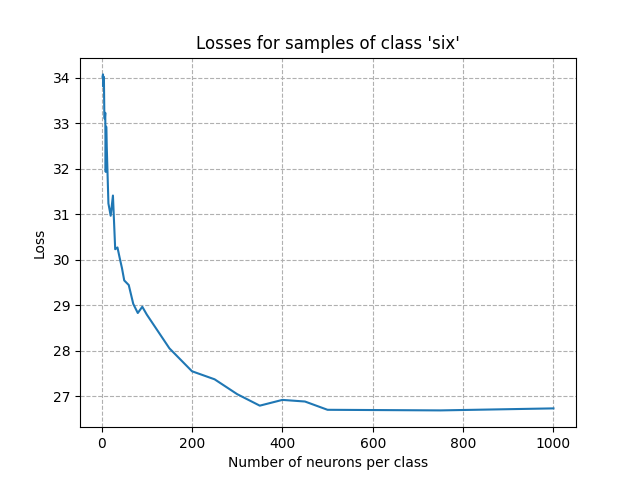 Losses for samples of class 'six'
34
33
32
31
30
29
28
27
Loss
0 200 400 600 800 1000
Number of neurons per class